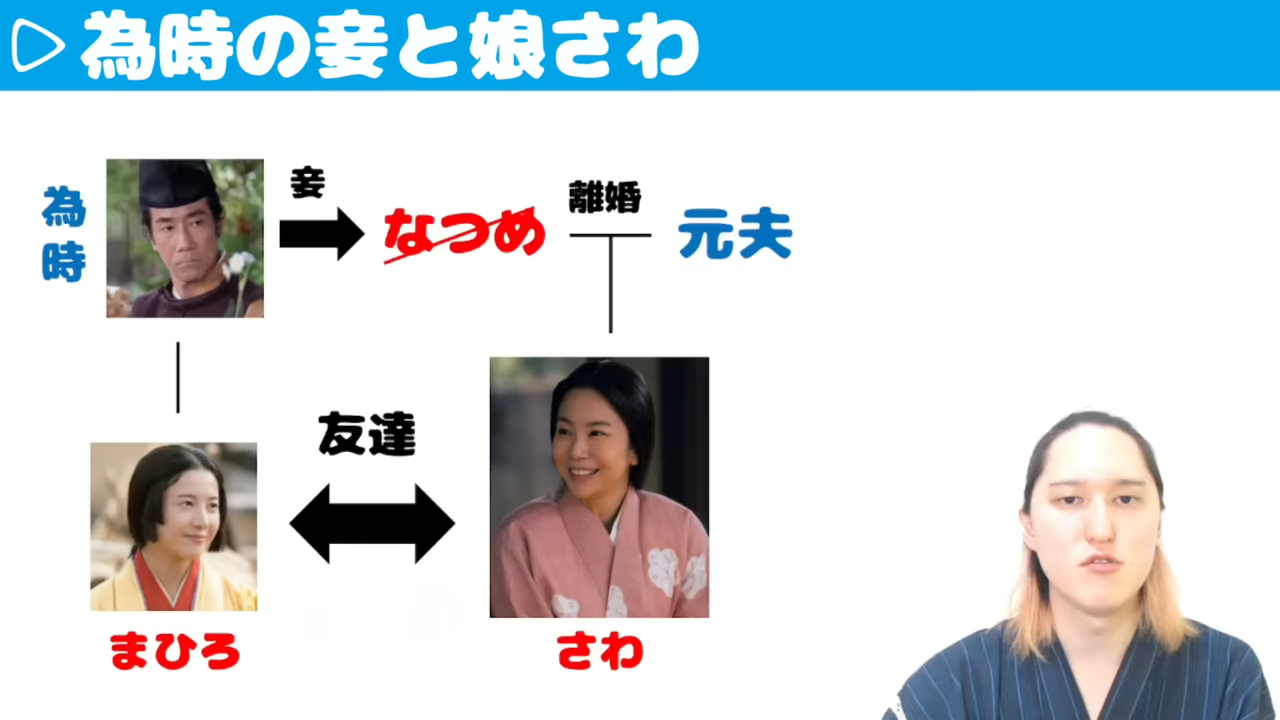 為時の妾と娘さわ
為時
妾
なつめ
離婚
元夫
友達
まひろ
さわ